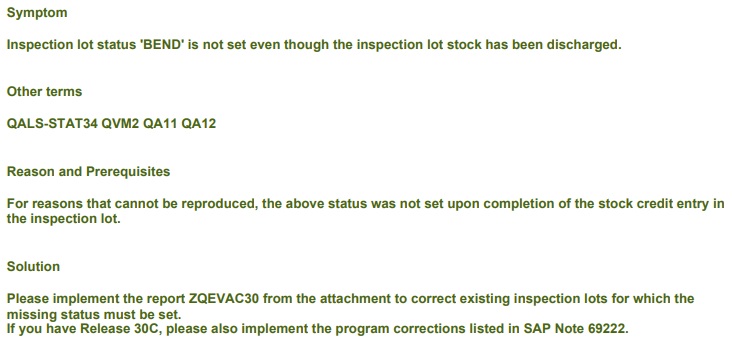 Symptom
Inspection lot status 'BEND' is not set even though the inspection lot stock has been discharged.
Other terms
QALS-STAT34 QVM2 QA11 QA12
Reason and Prerequisites
For reasons that cannot be reproduced, the above status was not set upon completion of the stock credit entry in
the inspection lot.
Solution
Please implement the report ZQEVAC30 from the attachment to correct existing inspection lots for which the
missing status must be set.
If you have Release 30C, please also implement the program corrections listed in SAP Note 69222.